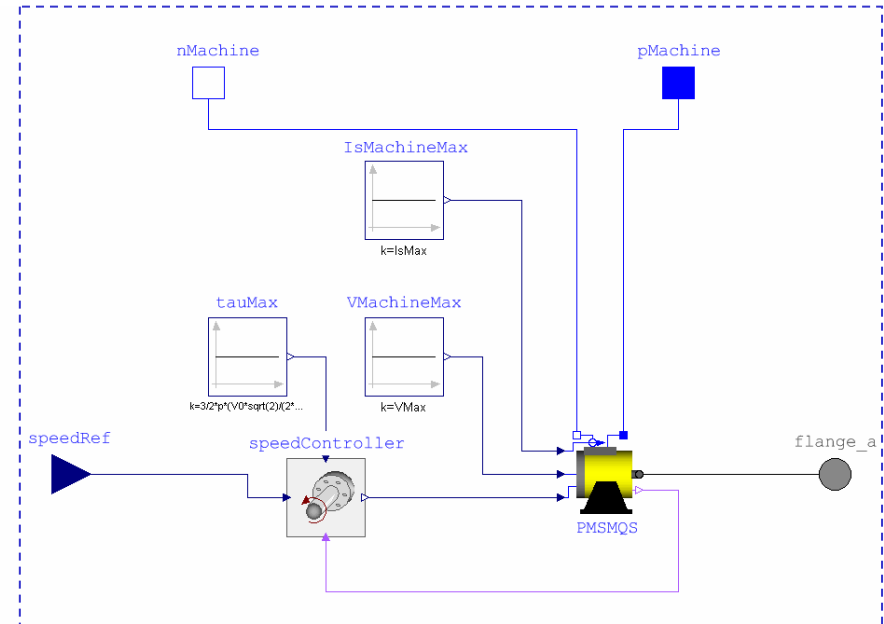 nMachine
pMachine
IsMachineMax
k=IsMax
tauMax
VMachineMax
k=3/2*p*(V0*sqrt(2)/(2*...
k=VMax
speedRef
speedController
flange_a
PMSMQS